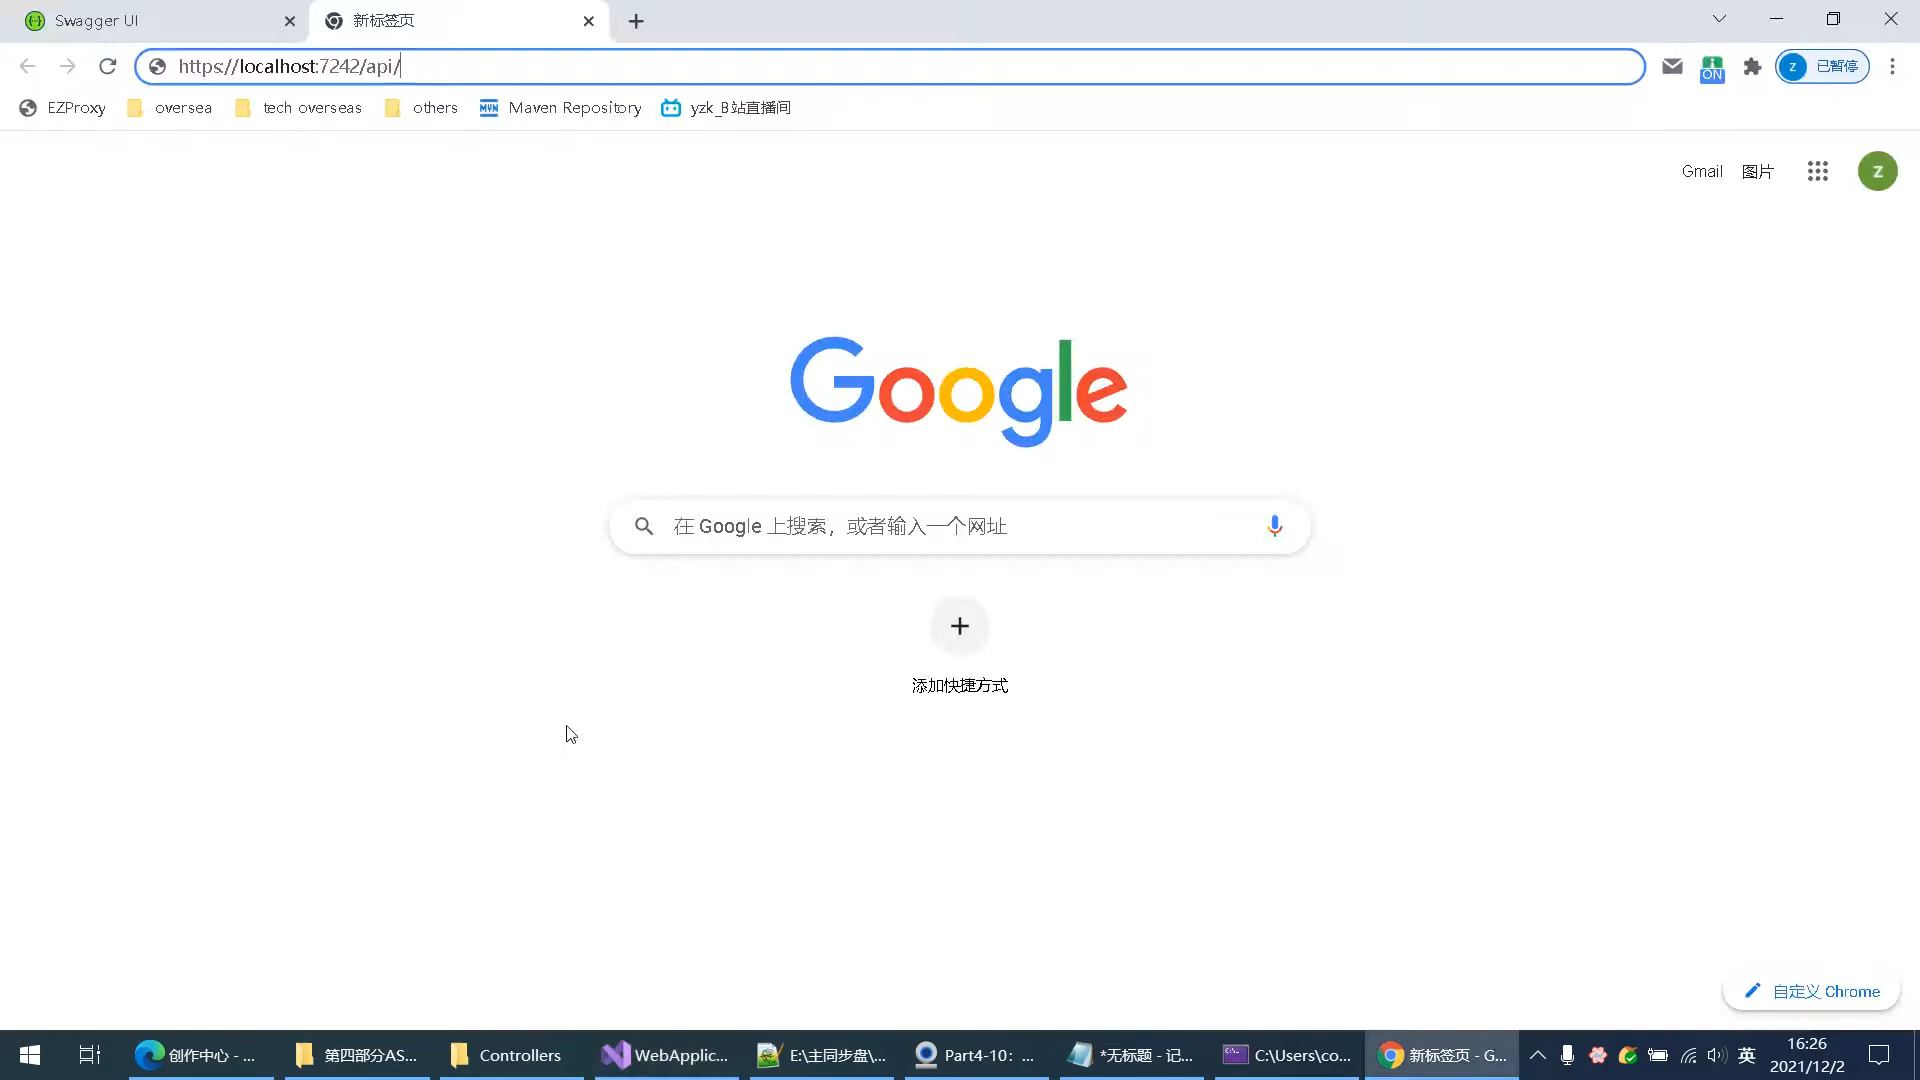 Swagger UI
新标签页
https://localhost:7242/api/
ON
z
已暂停
EZProxy
oversea
tech overseas
others
Maven Repository
yzk_B站直播间
Gmail
图片
z
Google
在 Google 上搜索，或者输入一个网址
添加快捷方式
自定义 Chrome
创作中心 - ...
第四部分AS...
Controllers
WebApplic...
E:\主同步盘\...
Part4-10：...
*无标题 - 记...
C:\Users\co...
新标签页 - G...
英
16:26
2021/12/2